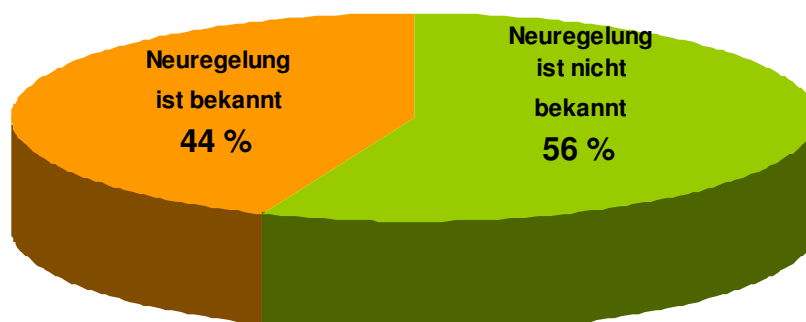 Neuregelung
ist bekannt
44 %
Neuregelung
ist nicht
bekannt
56 %